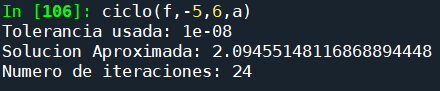 In [106]: ciclo(f,-5,6,a)
Tolerancia usada: 1e-08
Solucion Aproximada: 2.09455148116868894448
Numero de iteraciones: 24